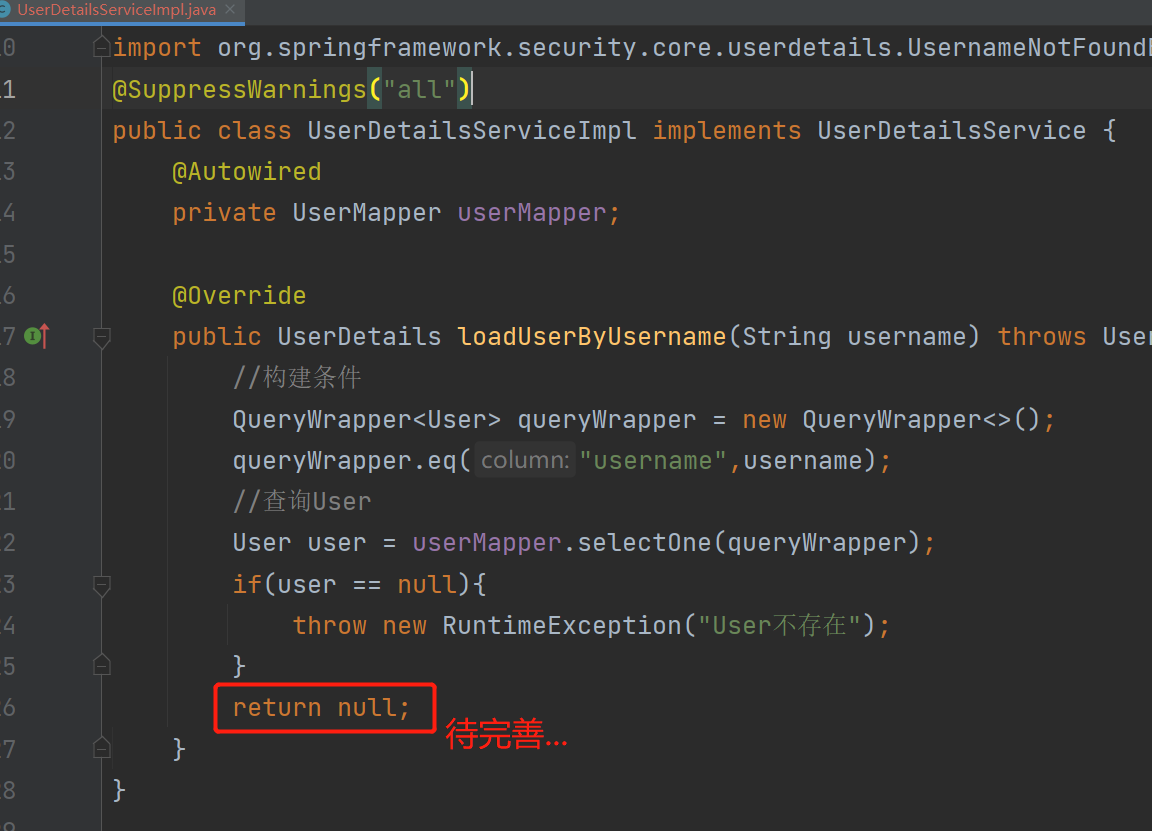 UserDetailsServiceImpl.java
0 import org.springframework.security.core.userdetails.UsernameNotFound
1 @SuppressWarnings("all")
2 public class UserDetailsServiceImpl implements UserDetailsService {
3 @Autowired
4 private UserMapper userMapper;
5
6 @Override
7 public UserDetails loadUserByUsername(String username) throws User
8 //构建条件
9 QueryWrapper<User> queryWrapper = new QueryWrapper<>();
0 queryWrapper.eq( column: "username",username);
1 //查询User
2 User user = userMapper.selectOne(queryWrapper);
3 if(user == null){
4 throw new RuntimeException("User不存在");
5 }
6 return null; 待完善...
7 }
8 }